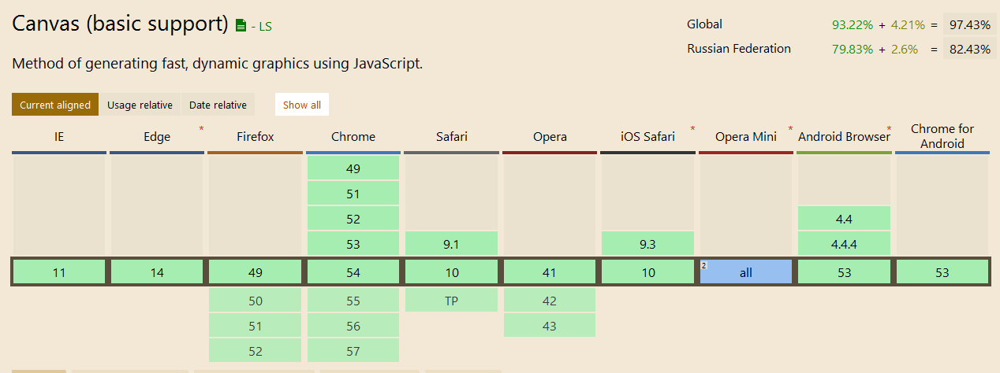 Canvas (basic support) - LS
Global 93.22% + 4.21% = 97.43%
Russian Federation 79.83% + 2.6% = 82.43%
Method of generating fast, dynamic graphics using JavaScript.
Current aligned Usage relative Date relative Show all
IE Edge * Firefox Chrome Safari Opera iOS Safari * Opera Mini * Android Browser * Chrome for Android
49
51
52 4.4
53 9.1 9.3 4.4.4
11 14 49 54 10 41 10 2 all 53 53
50 55 TP 42
51 56 43
52 57